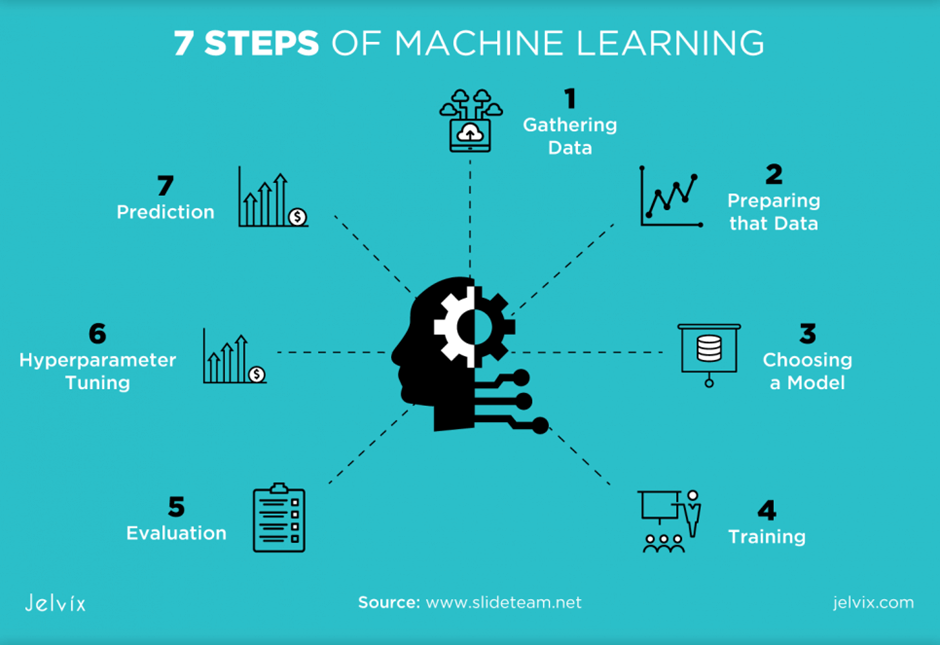 7 STEPS OF MACHINE LEARNING
1
Gathering
Data
2
Preparing
that Data
3
Choosing
a Model
4
Training
5
Evaluation
6
Hyperparameter
Tuning
7
Prediction
$
$
Jelvix
Source: www.slideteam.net
jelvix.com